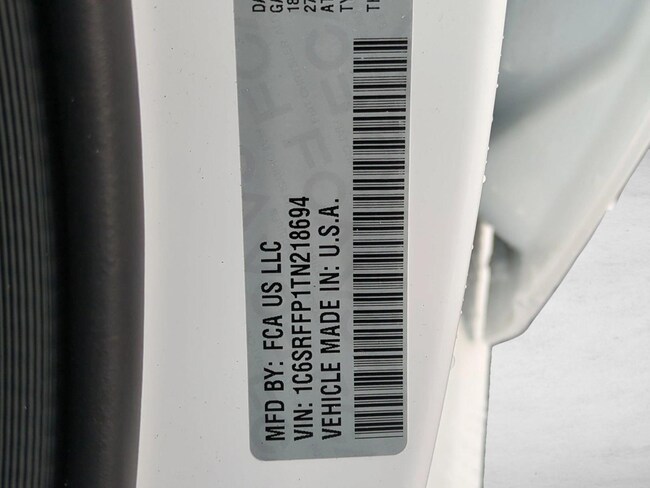 MFD BY: FCA US LLC
VIN: 1C6SRFFP1TN218694
VEHICLE MADE IN: U.S.A.